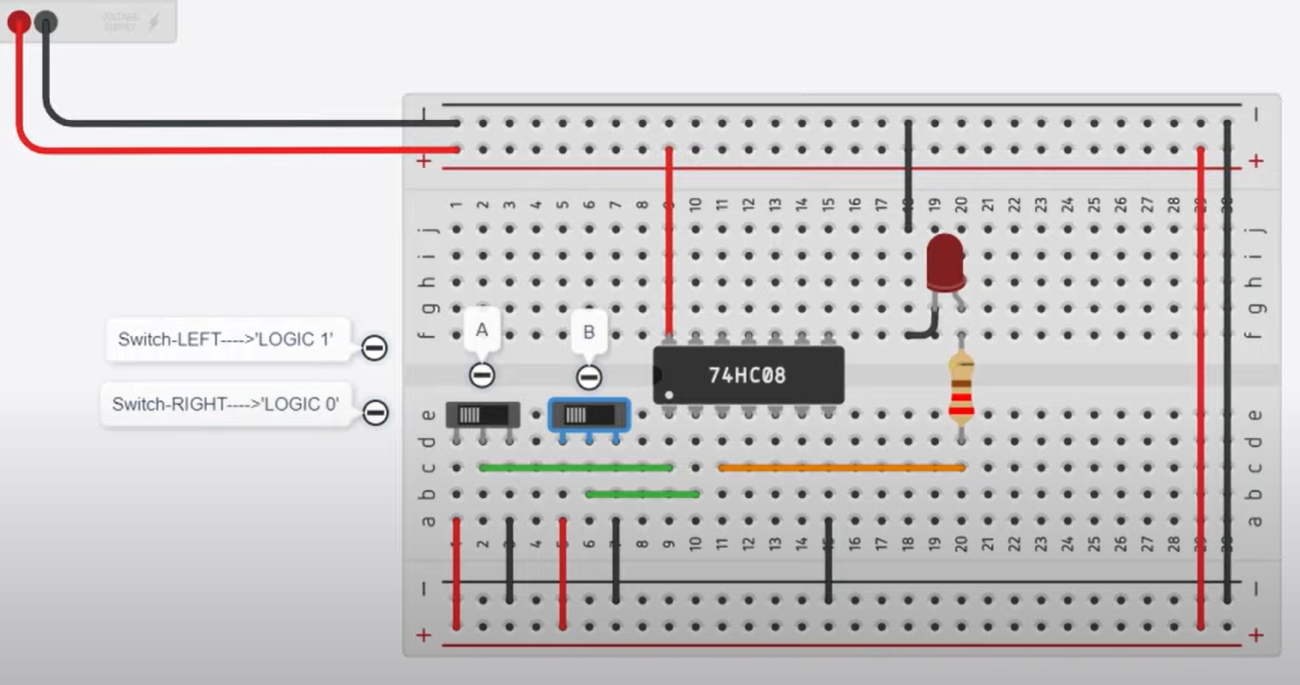 − −
+ +
1 2 3 4 5 6 7 8 9 10 11 12 13 14 15 16 17 18 19 20 21 22 23 24 25 26 27 28 29 30
j j
i i
h h
g g
f f
A B
Switch-LEFT---->'LOGIC 1'
74HC08
Switch-RIGHT---->'LOGIC 0'
e e
d d
c c
b b
a a
1 2 3 4 5 6 7 8 9 10 11 12 13 14 15 16 17 18 19 20 21 22 23 24 25 26 27 28 29 30
− −
+ +